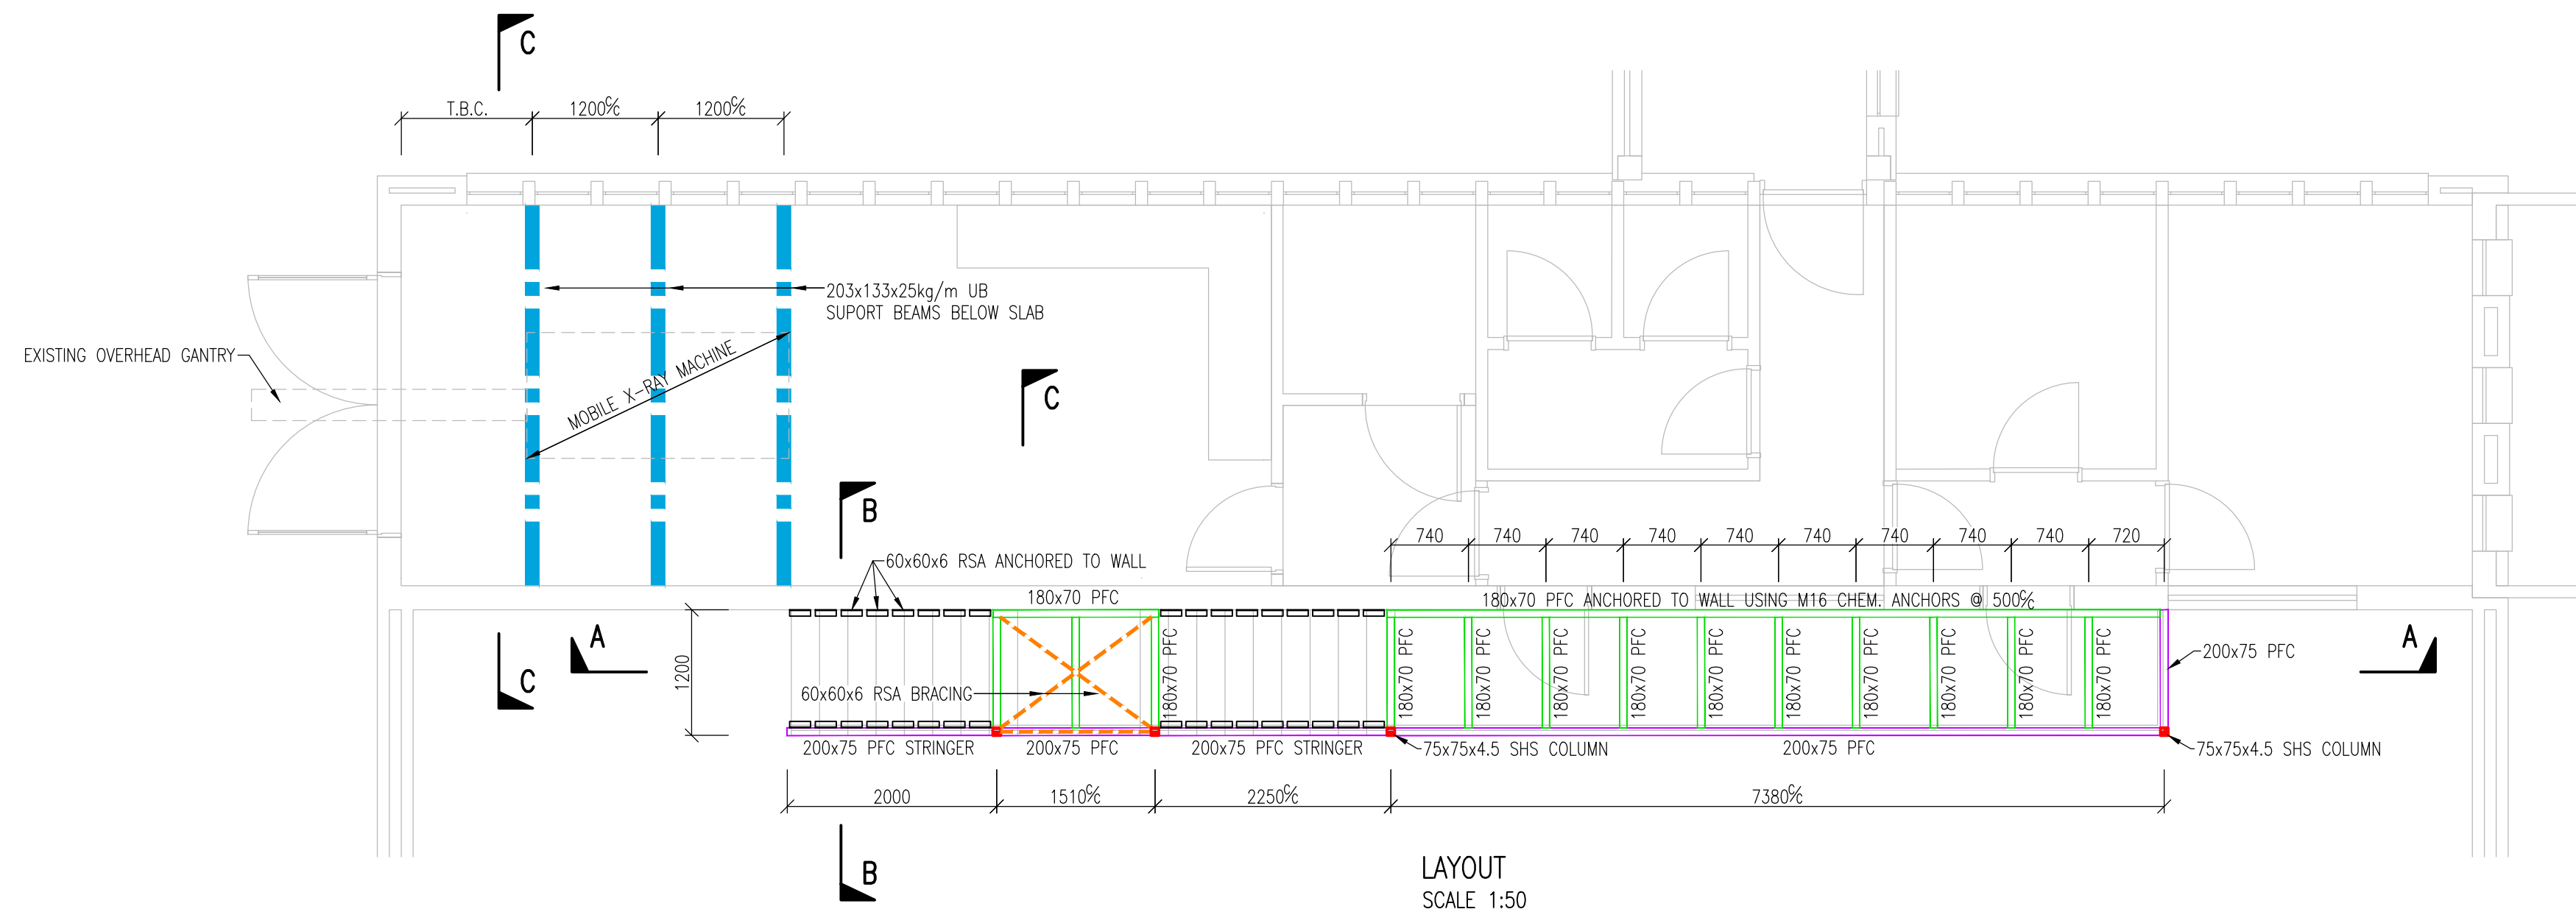 C
T.B.C.
1200℄
1200℄
203x133x25kg/m UB
SUPORT BEAMS BELOW SLAB
EXISTING OVERHEAD GANTRY
MOBILE X-RAY MACHINE
C
B
740
740
740
740
740
740
740
740
740
720
60x60x6 RSA ANCHORED TO WALL
180x70 PFC
180x70 PFC ANCHORED TO WALL USING M16 CHEM. ANCHORS @ 500℄
A
A
C
1200
60x60x6 RSA BRACING
180x70 PFC
180x70 PFC
180x70 PFC
180x70 PFC
180x70 PFC
180x70 PFC
180x70 PFC
180x70 PFC
180x70 PFC
180x70 PFC
180x70 PFC
200x75 PFC
200x75 PFC STRINGER
200x75 PFC
200x75 PFC STRINGER
75x75x4.5 SHS COLUMN
200x75 PFC
75x75x4.5 SHS COLUMN
2000
1510℄
2250℄
7380℄
B
LAYOUT
SCALE 1:50